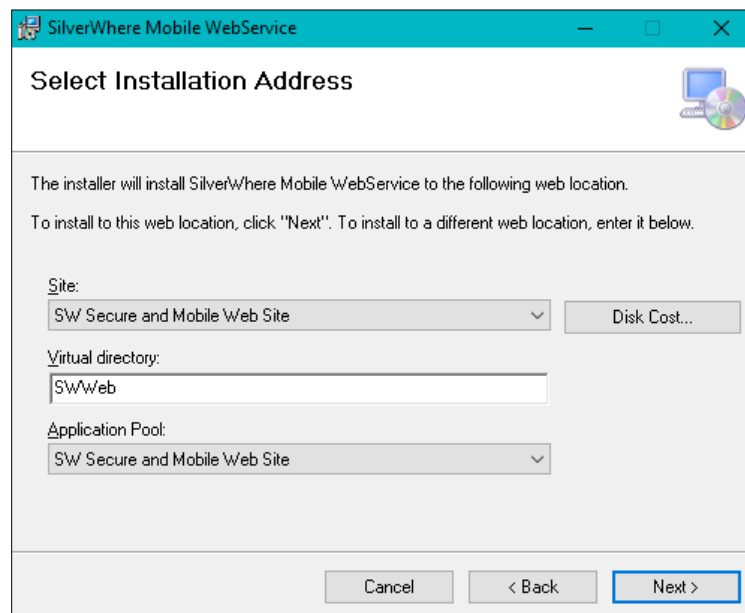 SilverWhere Mobile WebService
Select Installation Address
The installer will install SilverWhere Mobile WebService to the following web location.
To install to this web location, click "Next". To install to a different web location, enter it below.
Site:
SW Secure and Mobile Web Site
Disk Cost...
Virtual directory:
SWWeb
Application Pool:
SW Secure and Mobile Web Site
Cancel
< Back
Next >